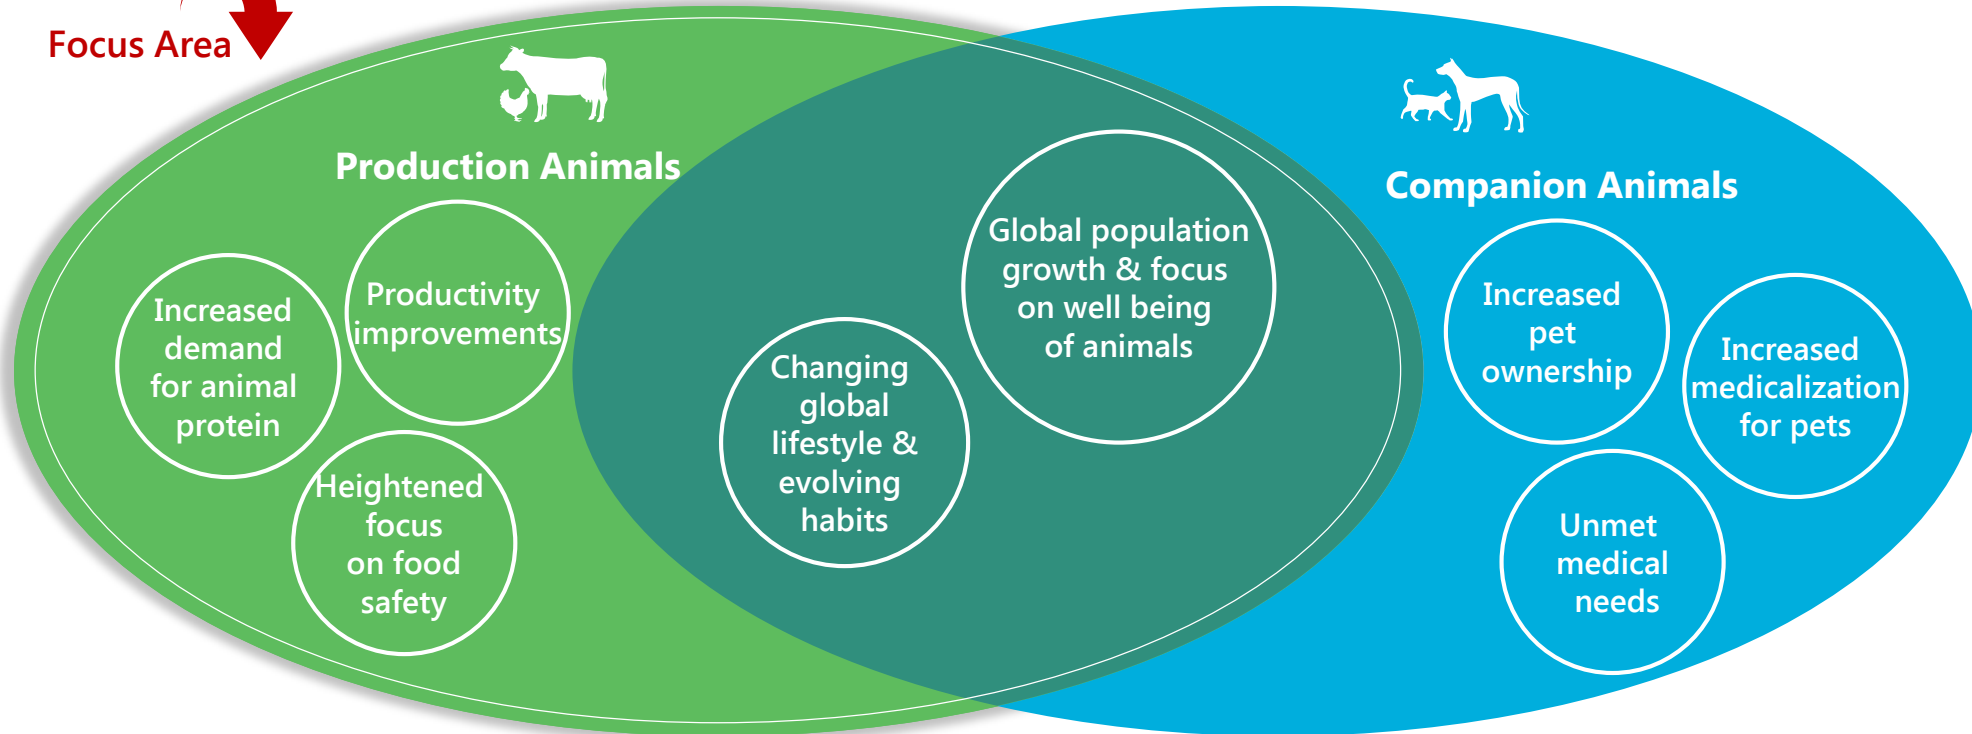 Focus Area
Production Animals
Increased
demand
for animal
protein
Productivity
improvements
Heightened
focus
on food
safety
Changing
global
lifestyle &
evolving
habits
Global population
growth & focus
on well being
of animals
Companion Animals
Increased
pet
ownership
Increased
medicalization
for pets
Unmet
medical
needs